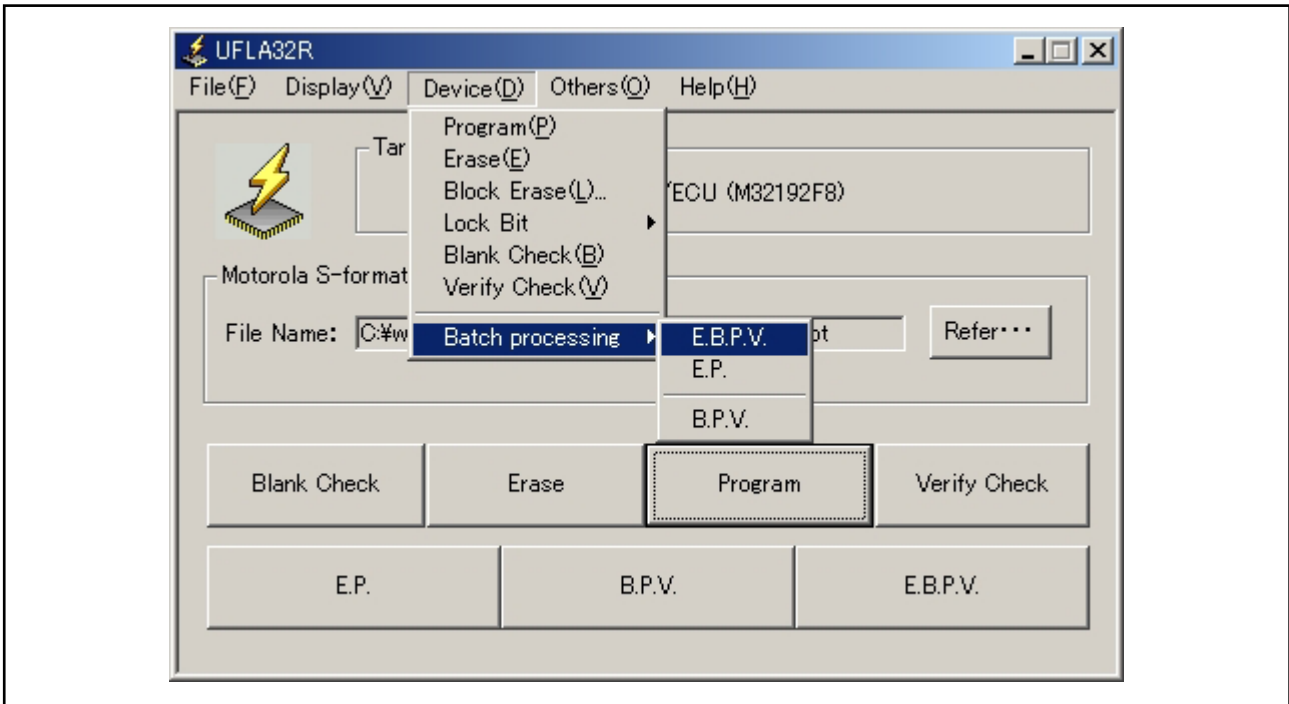 UFLA32R
File(F) Display(V) Device(D) Others(O) Help(H)
Program(P)
Erase(E)
Block Erase(L)...
Lock Bit
Blank Check(B)
Verify Check(V)
Batch processing
E.B.P.V.
E.P.
B.P.V.
Tar
ECU (M32192F8)
Motorola S-format
File Name: C:¥w pt Refer･･･
Blank Check Erase Program Verify Check
E.P. B.P.V. E.B.P.V.